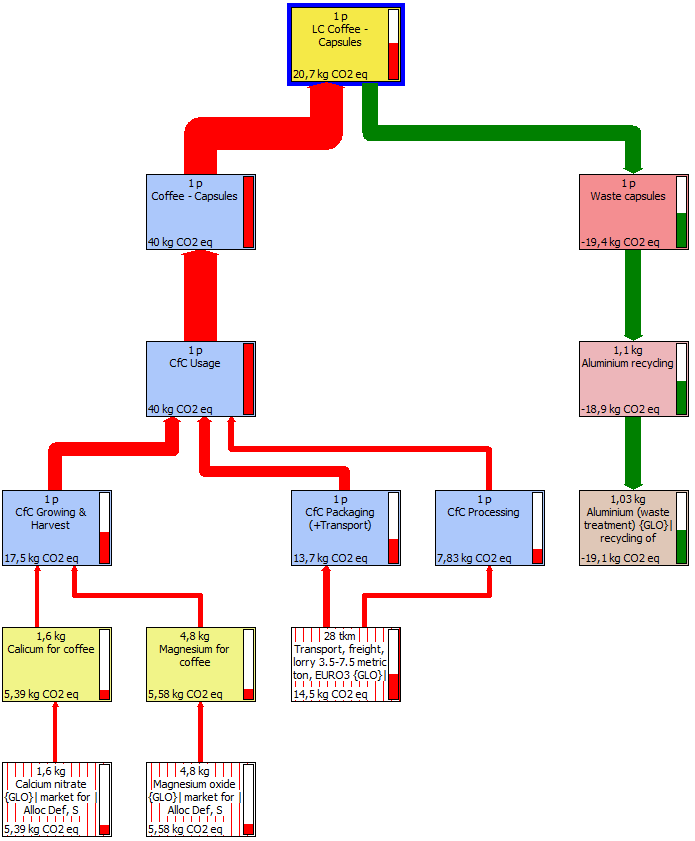 1 p
LC Coffee -
Capsules
20,7 kg CO2 eq
1 p
Coffee - Capsules
40 kg CO2 eq
1 p
Waste capsules
-19,4 kg CO2 eq
1 p
CfC Usage
40 kg CO2 eq
1,1 kg
Aluminium recycling
-18,9 kg CO2 eq
1 p
CfC Growing &
Harvest
17,5 kg CO2 eq
1 p
CfC Packaging
(+Transport)
13,7 kg CO2 eq
1 p
CfC Processing
7,83 kg CO2 eq
1,03 kg
Aluminium (waste
treatment) {GLO}|
recycling of
-19,1 kg CO2 eq
1,6 kg
Calicum for coffee
5,39 kg CO2 eq
4,8 kg
Magnesium for
coffee
5,58 kg CO2 eq
28 tkm
Transport, freight,
lorry 3.5-7.5 metric
ton, EURO3 {GLO}|
14,5 kg CO2 eq
1,6 kg
Calcium nitrate
{GLO}| market for |
Alloc Def, S
5,39 kg CO2 eq
4,8 kg
Magnesium oxide
{GLO}| market for |
Alloc Def, S
5,58 kg CO2 eq